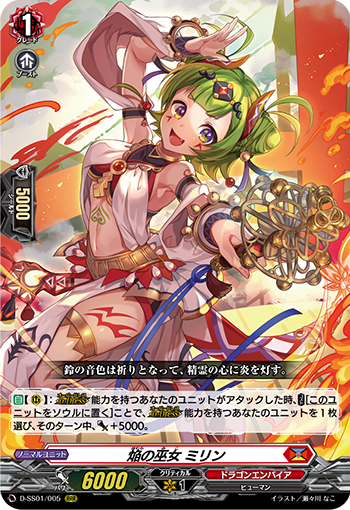 1
グレード
ブースト
5000
シールド
鈴の音色は祈りとなって、精霊の心に炎を灯す。
能力を持つあなたのユニットがアタックした時、[このユニットをソウルに置く]ことで、
能力を持つあなたのユニットを1枚選び、そのターン中、+5000。
ノーマルユニット
焔の巫女 ミリン
パワー
6000
クリティカル
1
ドラゴンエンパイア
ヒューマン
D-SS01/005 RRR
イラスト/瀬々川 なこ